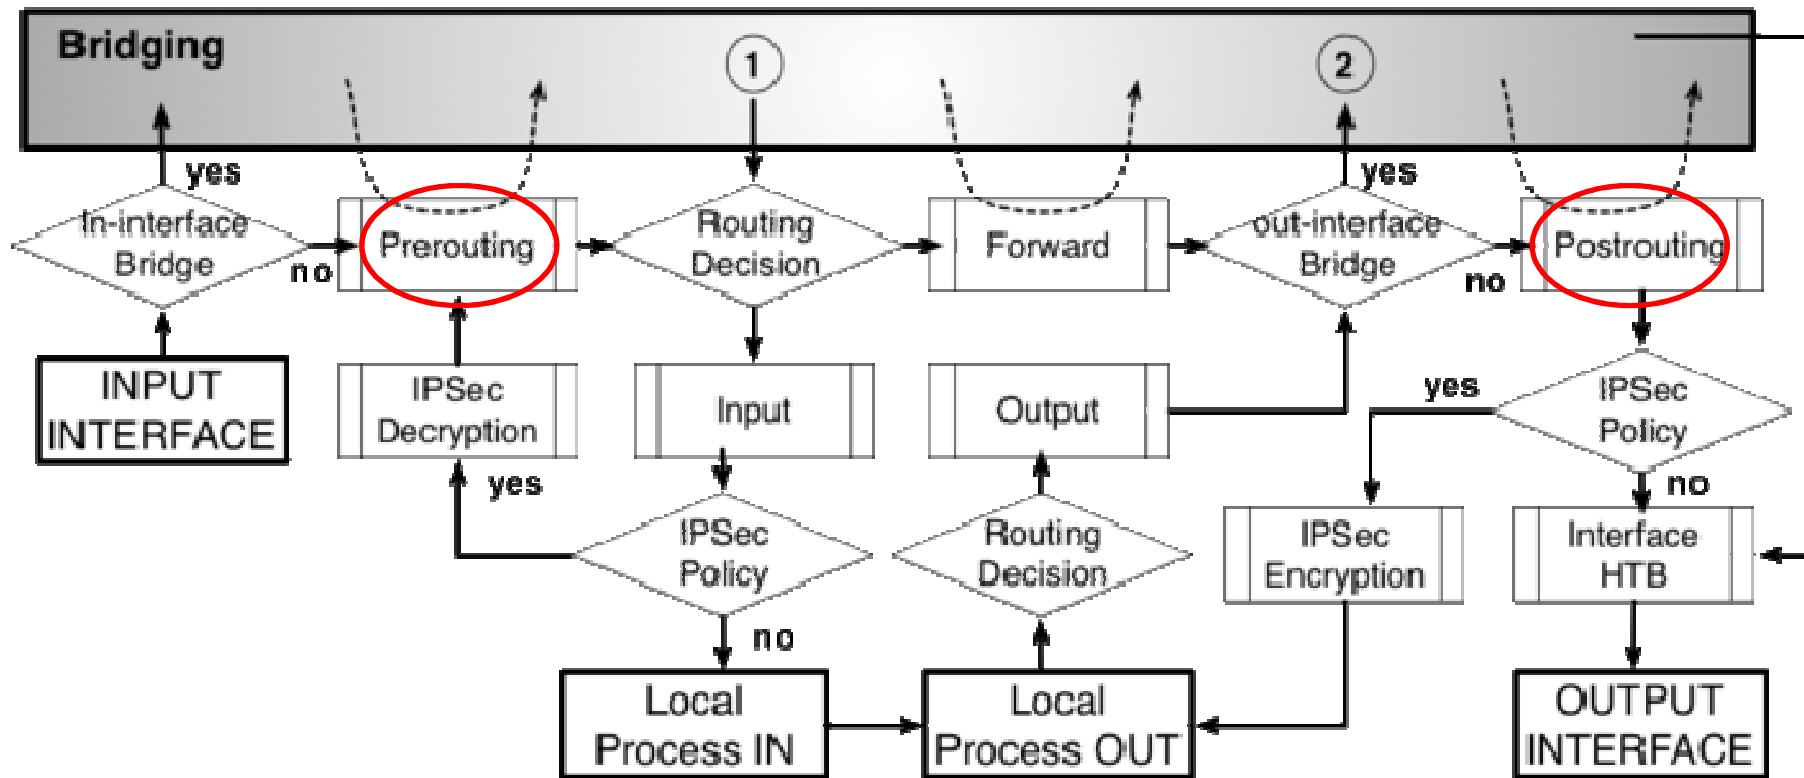 Bridging
1
2
yes
yes
In-interface
Bridge
no
Prerouting
Routing
Decision
Forward
out-interface
Bridge
no
Postrouting
INPUT
INTERFACE
IPSec
Decryption
Input
Output
yes
IPSec
Policy
yes
no
IPSec
Policy
Routing
Decision
IPSec
Encryption
Interface
HTB
no
Local
Process IN
Local
Process OUT
OUTPUT
INTERFACE